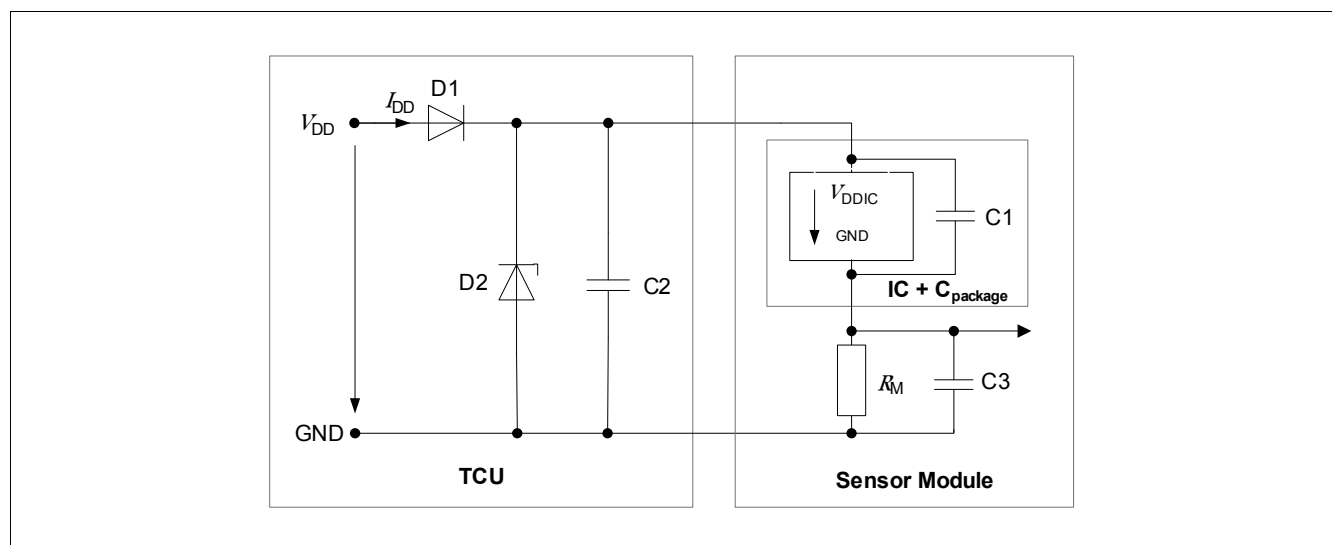 D1
I_DD
V_DD
V_DDIC
GND
C1
D2
C2
IC + C_package
R_M
C3
GND
TCU
Sensor Module